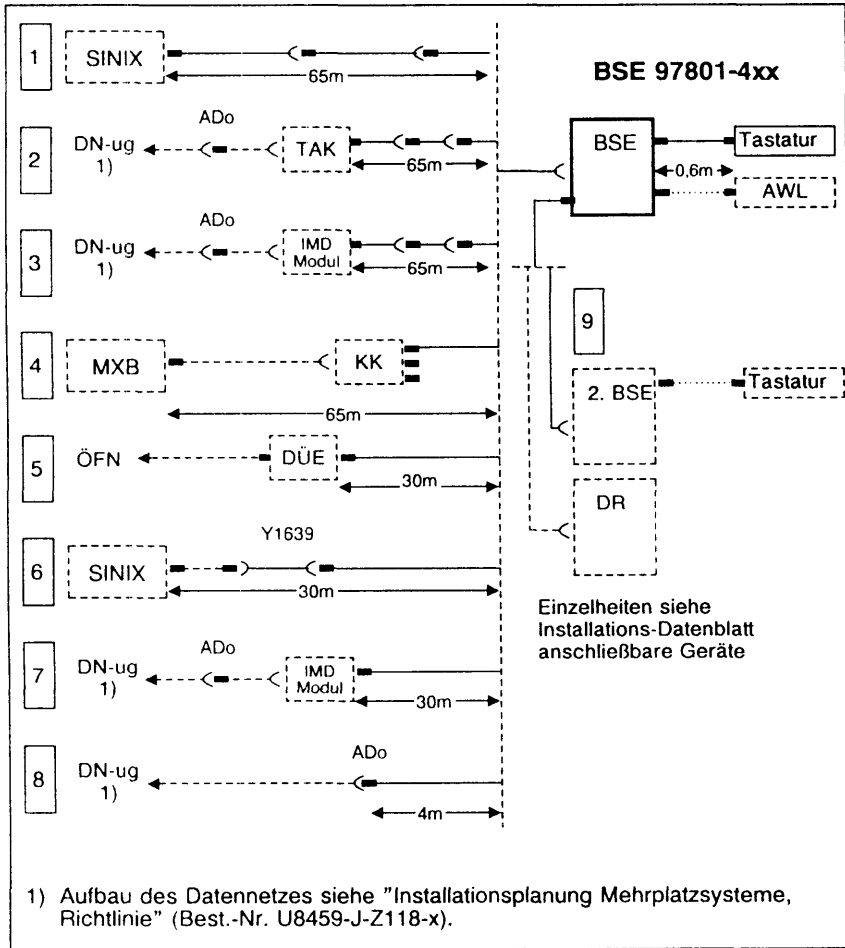 BSE 97801-4xx
1
SINIX
65m
2
DN-ug
1)
ADo
TAK
65m
3
DN-ug
1)
ADo
IMD
Modul
65m
4
MXB
KK
65m
5
ÖFN
DÜE
30m
6
SINIX
Y1639
30m
7
DN-ug
1)
ADo
IMD
Modul
30m
8
DN-ug
1)
ADo
4m
BSE
Tastatur
0,6m
AWL
9
2. BSE
Tastatur
DR
Einzelheiten siehe
Installations-Datenblatt
anschließbare Geräte
1) Aufbau des Datennetzes siehe "Installationsplanung Mehrplatzsysteme,
Richtlinie" (Best.-Nr. U8459-J-Z118-x).